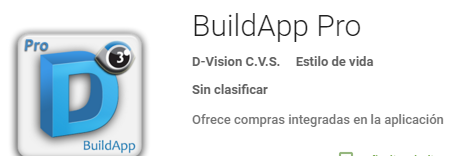 BuildApp Pro
Pro
3
BuildApp
D-Vision C.V.S. Estilo de vida
Sin clasificar
Ofrece compras integradas en la aplicación